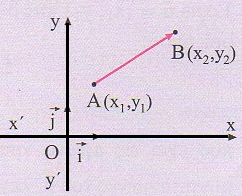 y
B(x₂,y₂)
A(x₁,y₁)
j
x′
x
O
i
y′